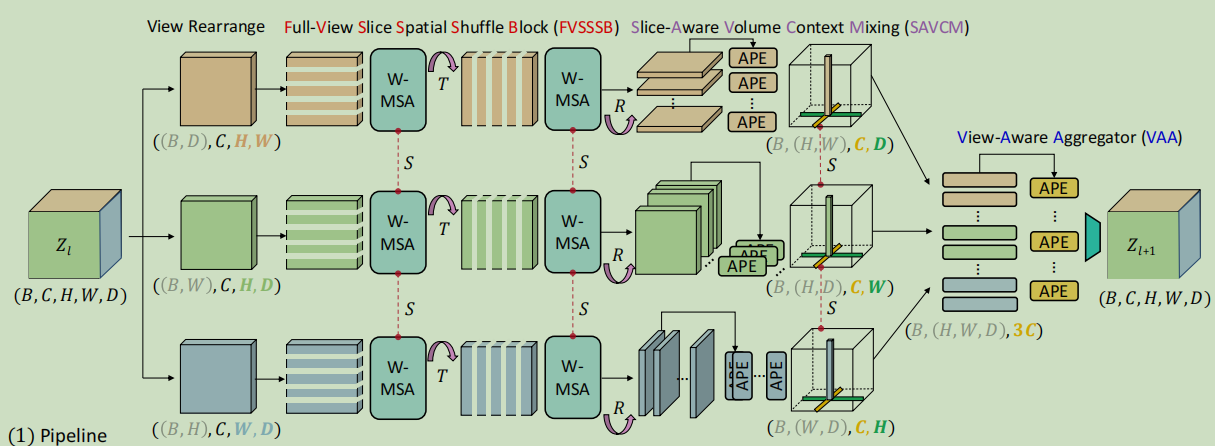 View Rearrange
Full-View Slice Spatial Shuffle Block (FVSSSB)
Slice-Aware Volume Context Mixing (SAVCM)
W-
MSA
T
W-
MSA
R
APE
APE
⋮
⋮
APE
((B, D), C, H, W)
(B, (H, W), C, D)
S
S
S
View-Aware Aggregator (VAA)
Z_l
(B, C, H, W, D)
W-
MSA
T
W-
MSA
R
APE
APE
APE
((B, W), C, H, D)
(B, (H, D), C, W)
S
S
S
APE
⋮
⋮
APE
⋮
⋮
APE
(B, (H, W, D), 3C)
Z_{l+1}
(B, C, H, W, D)
W-
MSA
T
W-
MSA
R
APE
APE
⋯
APE
((B, H), C, W, D)
(B, (W, D), C, H)
(1) Pipeline